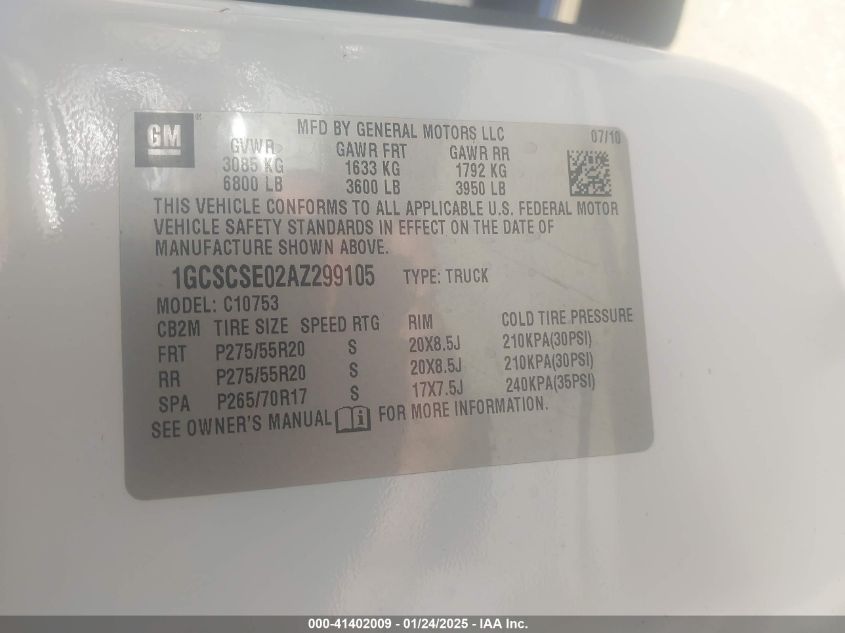 GM ®
MFD BY GENERAL MOTORS LLC 07/10
GVWR GAWR FRT GAWR RR
3085 KG 1633 KG 1792 KG
6800 LB 3600 LB 3950 LB
THIS VEHICLE CONFORMS TO ALL APPLICABLE U.S. FEDERAL MOTOR
VEHICLE SAFETY STANDARDS IN EFFECT ON THE DATE OF
MANUFACTURE SHOWN ABOVE.
1GCSCSE02AZ299105 TYPE: TRUCK
MODEL: C10753
CB2M TIRE SIZE SPEED RTG RIM COLD TIRE PRESSURE
FRT P275/55R20 S 20X8.5J 210KPA(30PSI)
RR P275/55R20 S 20X8.5J 210KPA(30PSI)
SPA P265/70R17 S 17X7.5J 240KPA(35PSI)
SEE OWNER'S MANUAL i FOR MORE INFORMATION.
000-41402009 - 01/24/2025 - IAA Inc.